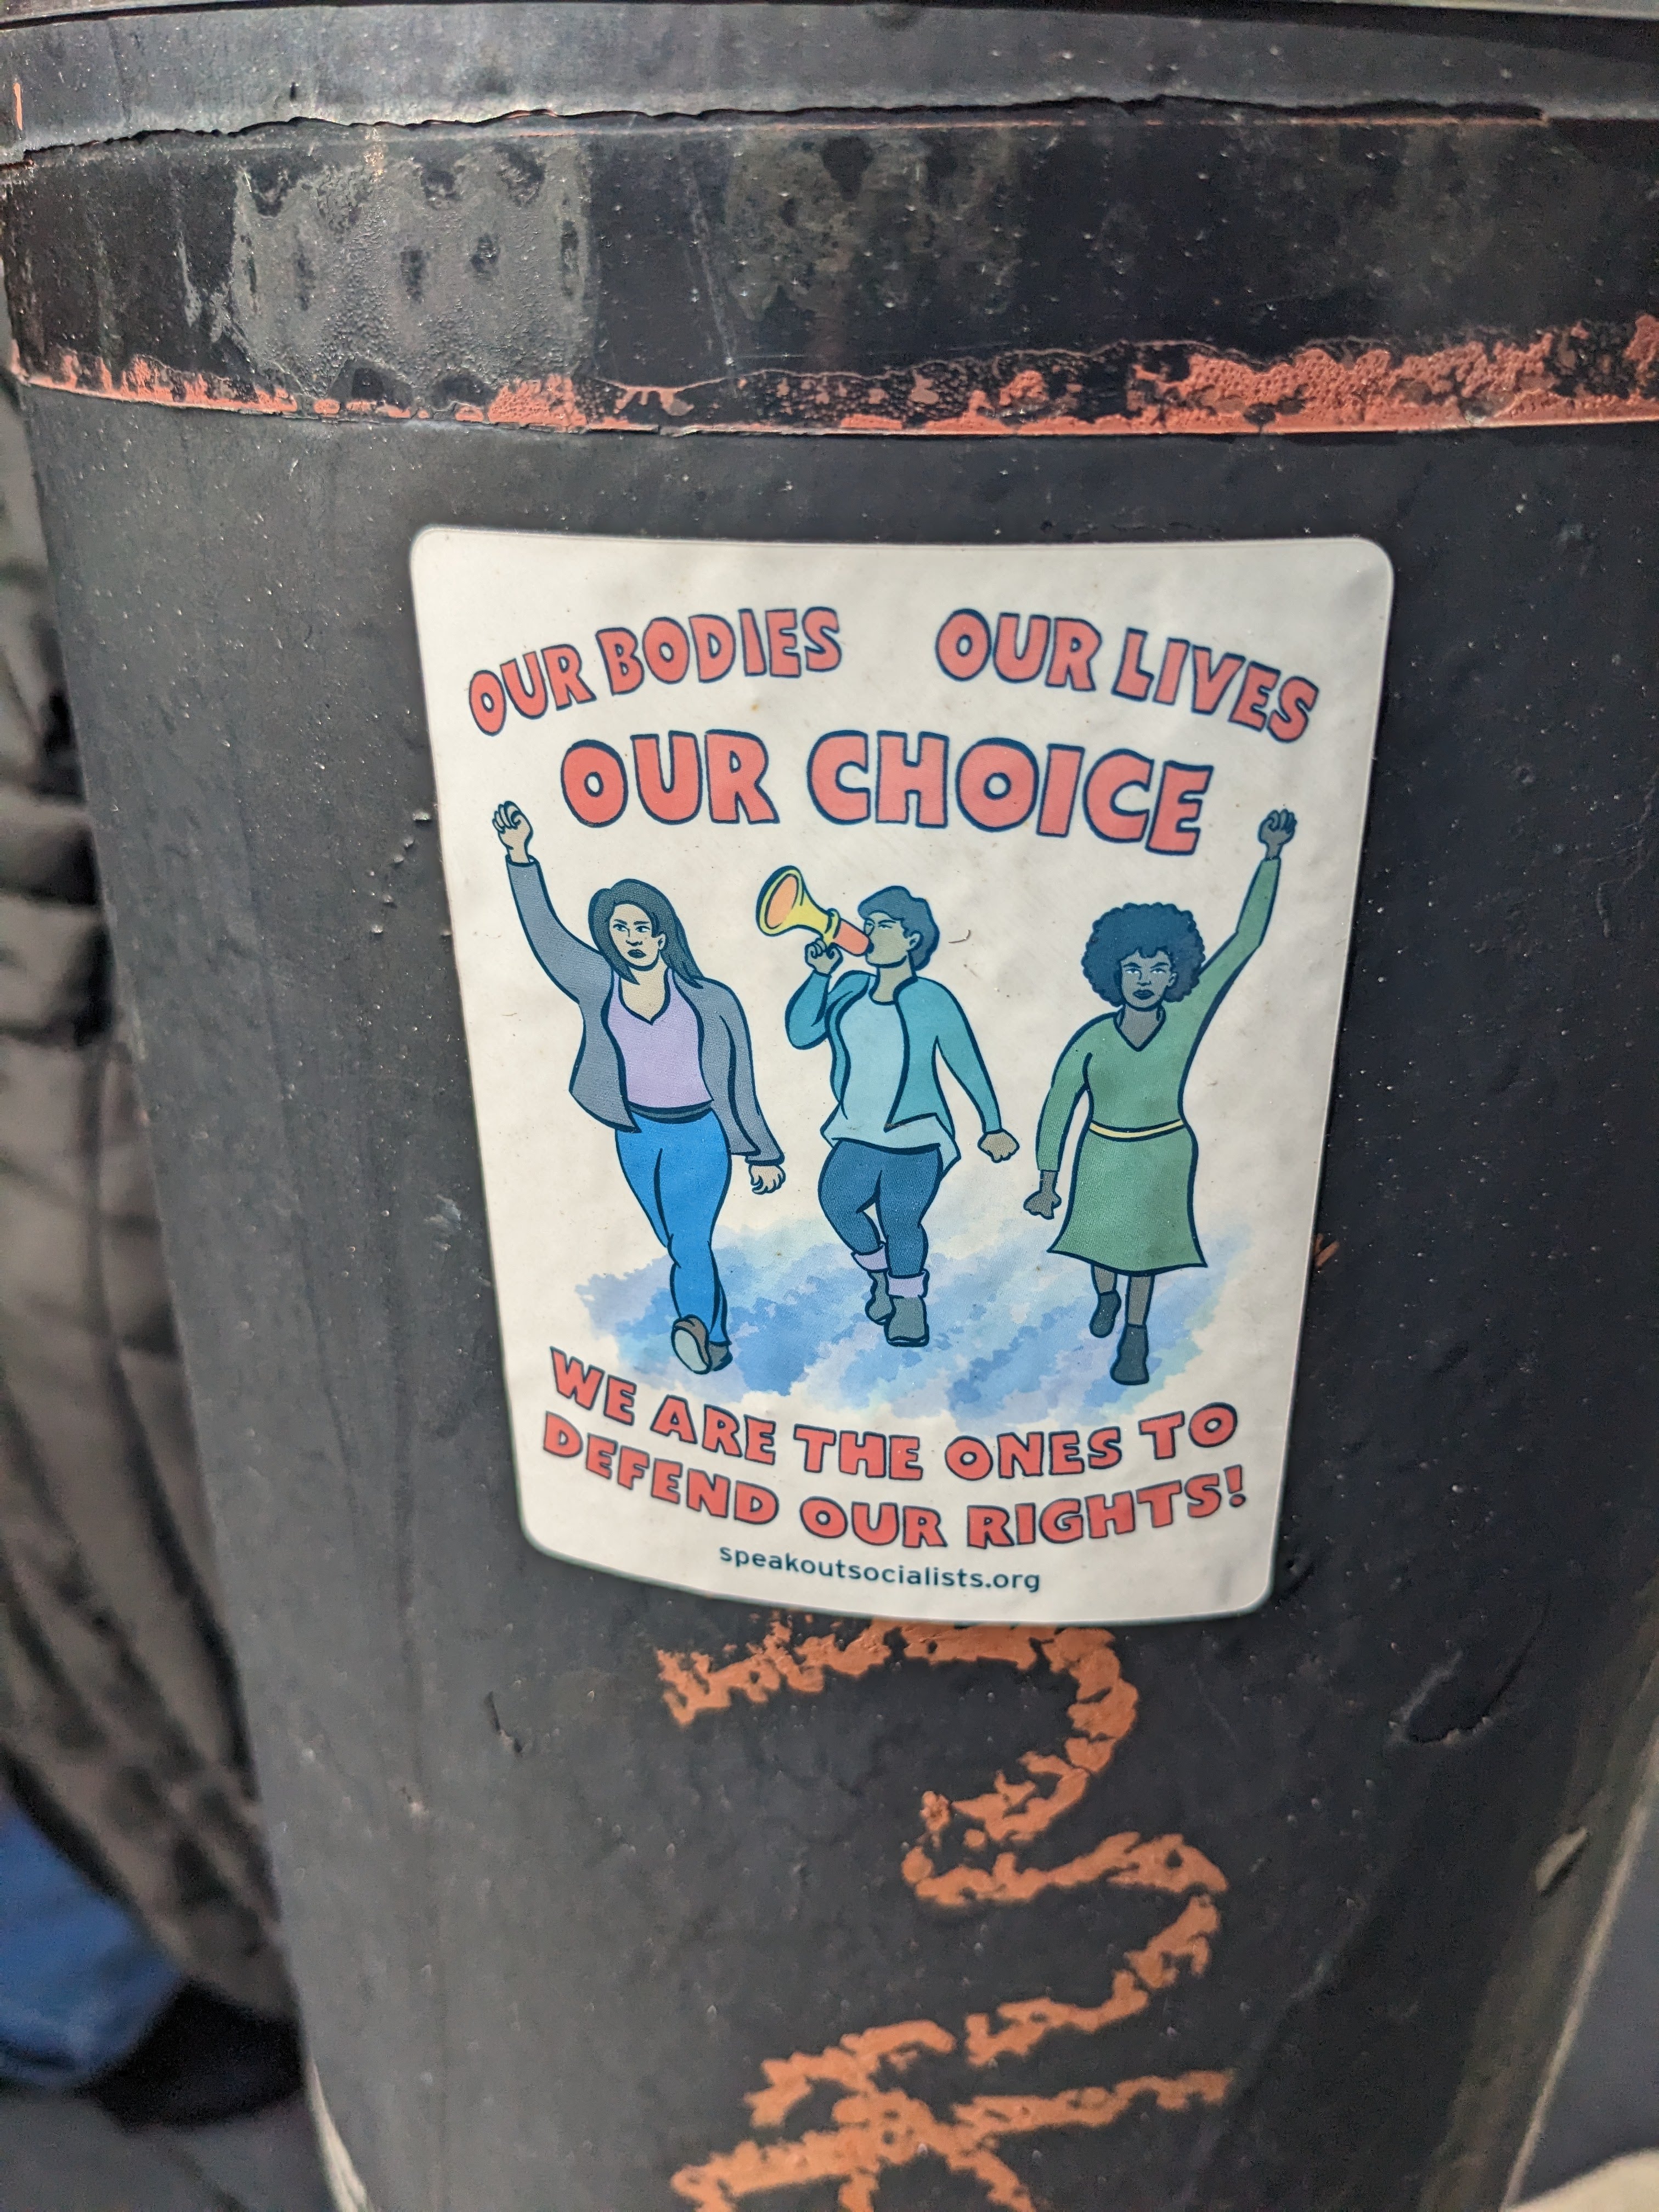 OUR BODIES OUR LIVES
OUR CHOICE
WE ARE THE ONES TO
DEFEND OUR RIGHTS!
speakoutsocialists.org